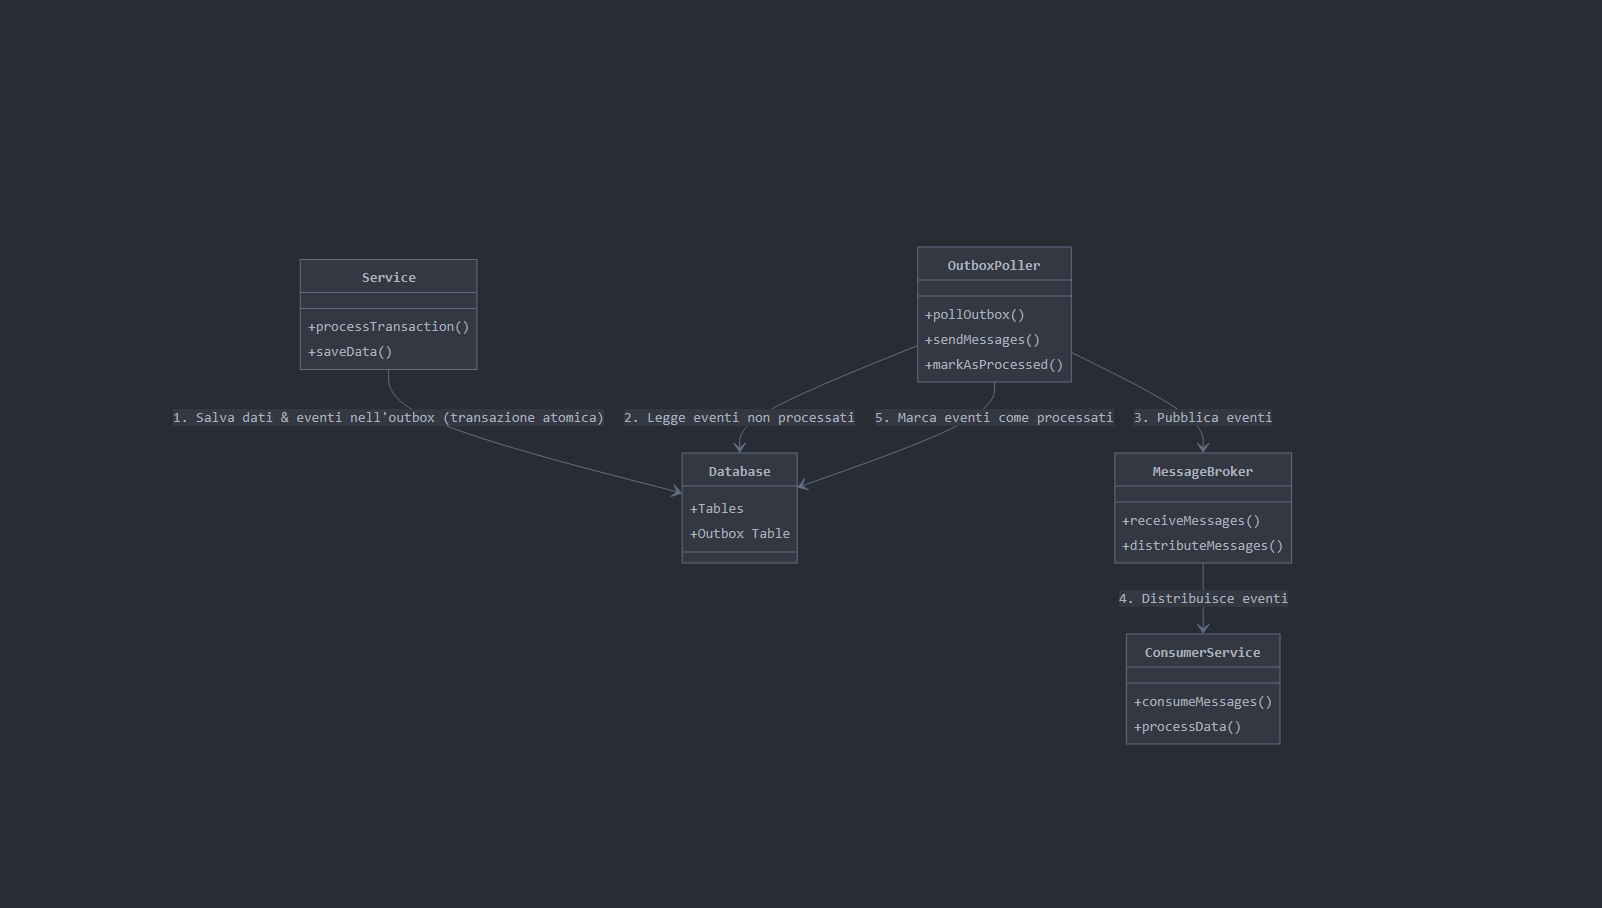 Service
+processTransaction()
+saveData()
OutboxPoller
+pollOutbox()
+sendMessages()
+markAsProcessed()
1. Salva dati & eventi nell'outbox (transazione atomica)
2. Legge eventi non processati
5. Marca eventi come processati
3. Pubblica eventi
Database
+Tables
+Outbox Table
MessageBroker
+receiveMessages()
+distributeMessages()
4. Distribuisce eventi
ConsumerService
+consumeMessages()
+processData()